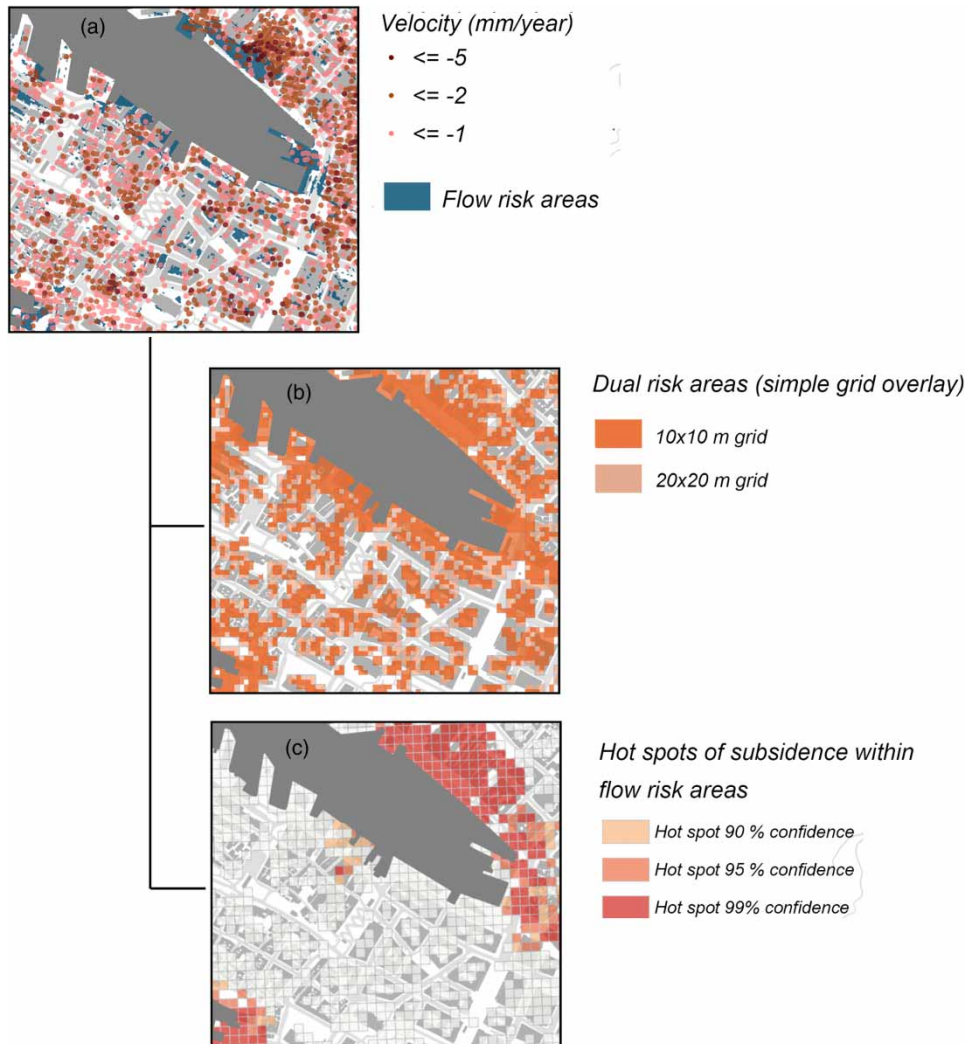 (a)
Velocity (mm/year)
<= -5
<= -2
<= -1
Flow risk areas
(b)
Dual risk areas (simple grid overlay)
10x10 m grid
20x20 m grid
(c)
Hot spots of subsidence within
flow risk areas
Hot spot 90 % confidence
Hot spot 95 % confidence
Hot spot 99% confidence